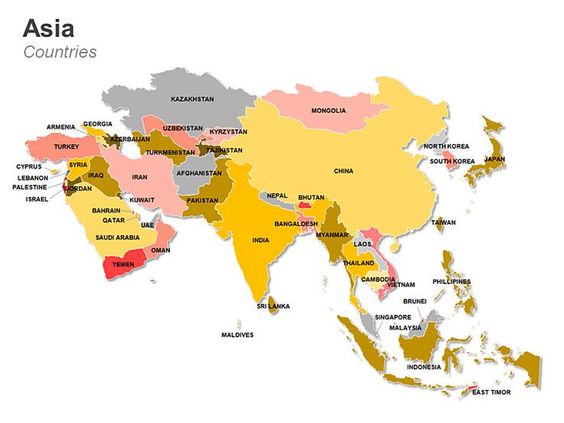 Asia
Countries
KAZAKHSTAN
MONGOLIA
GEORGIA
ARMENIA
AZERBAIJAN
UZBEKISTAN
KYRZYSTAN
TURKEY
TURKMENISTAN
TAJIKISTAN
NORTH KOREA
SOUTH KOREA
JAPAN
CYPRUS
SYRIA
LEBANON
IRAQ
IRAN
AFGHANISTAN
CHINA
PALESTINE
JORDAN
ISRAEL
KUWAIT
PAKISTAN
NEPAL
BHUTAN
BAHRAIN
QATAR
UAE
BANGALDESH
TAIWAN
SAUDI ARABIA
OMAN
INDIA
MYANMAR
LAOS
YEMEN
THAILAND
CAMBODIA
VIETNAM
PHILLIPINES
SRI LANKA
BRUNEI
MALDIVES
SINGAPORE
MALAYSIA
INDONESIA
EAST TIMOR